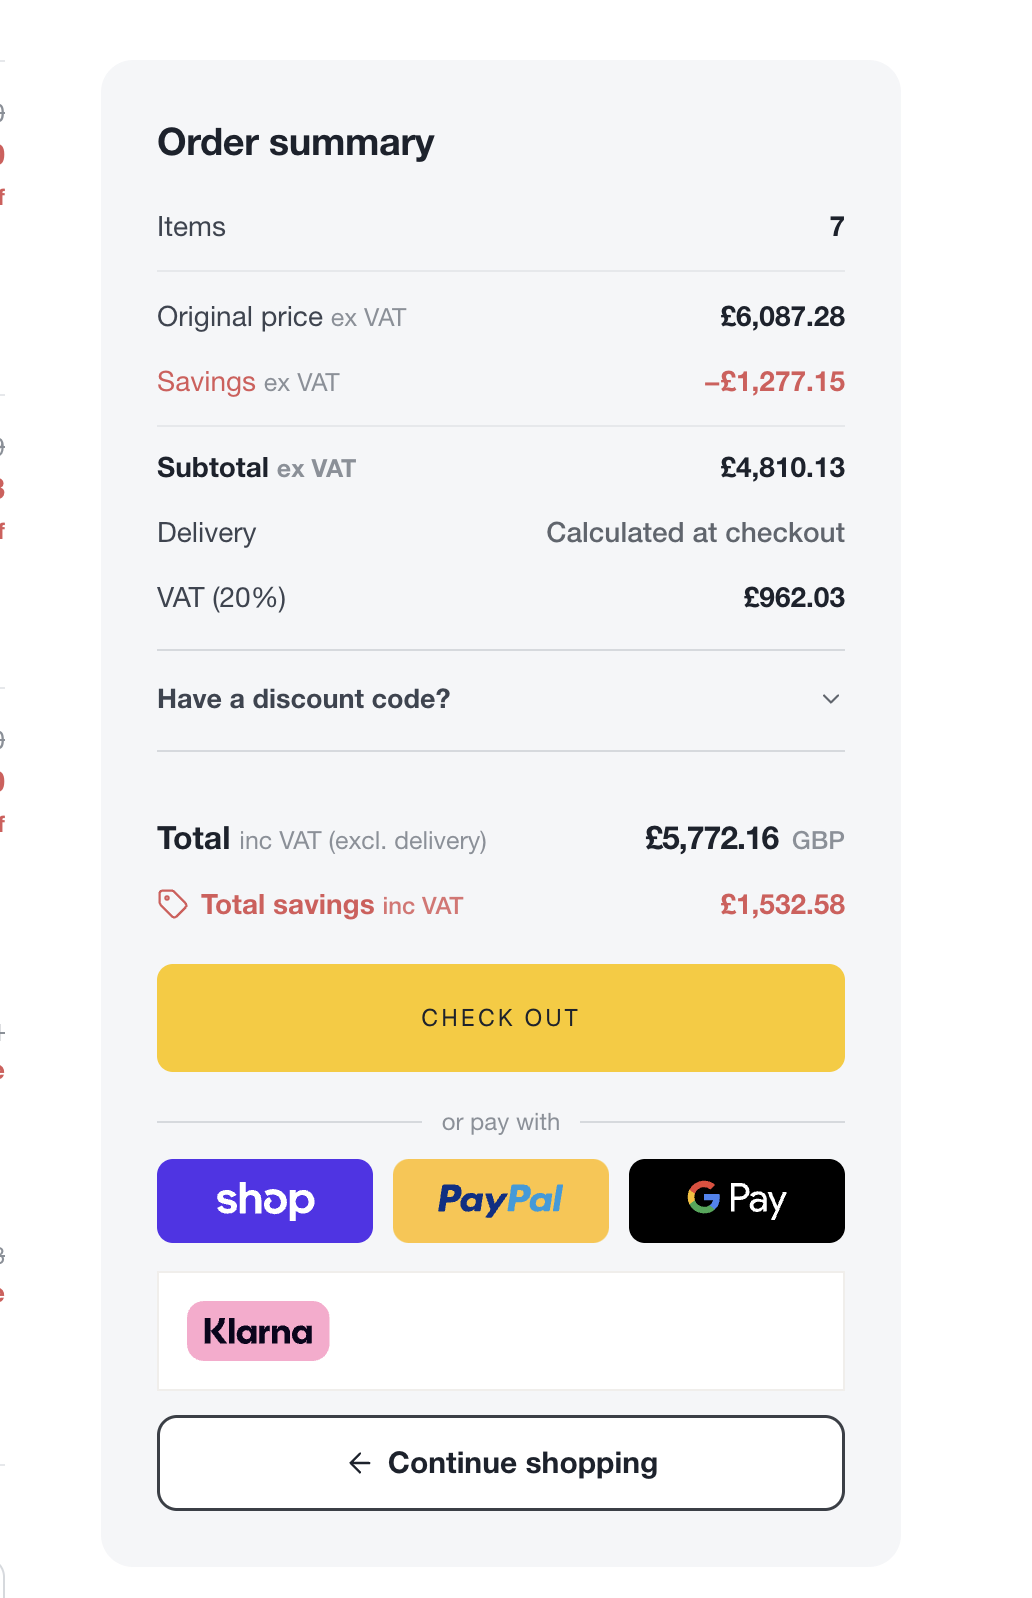 Order summary
Items 7
Original price ex VAT £6,087.28
Savings ex VAT –£1,277.15
Subtotal ex VAT £4,810.13
Delivery Calculated at checkout
VAT (20%) £962.03
Have a discount code?
Total inc VAT (excl. delivery) £5,772.16 GBP
Total savings inc VAT £1,532.58
CHECK OUT
or pay with
shop PayPal G Pay
Klarna
← Continue shopping